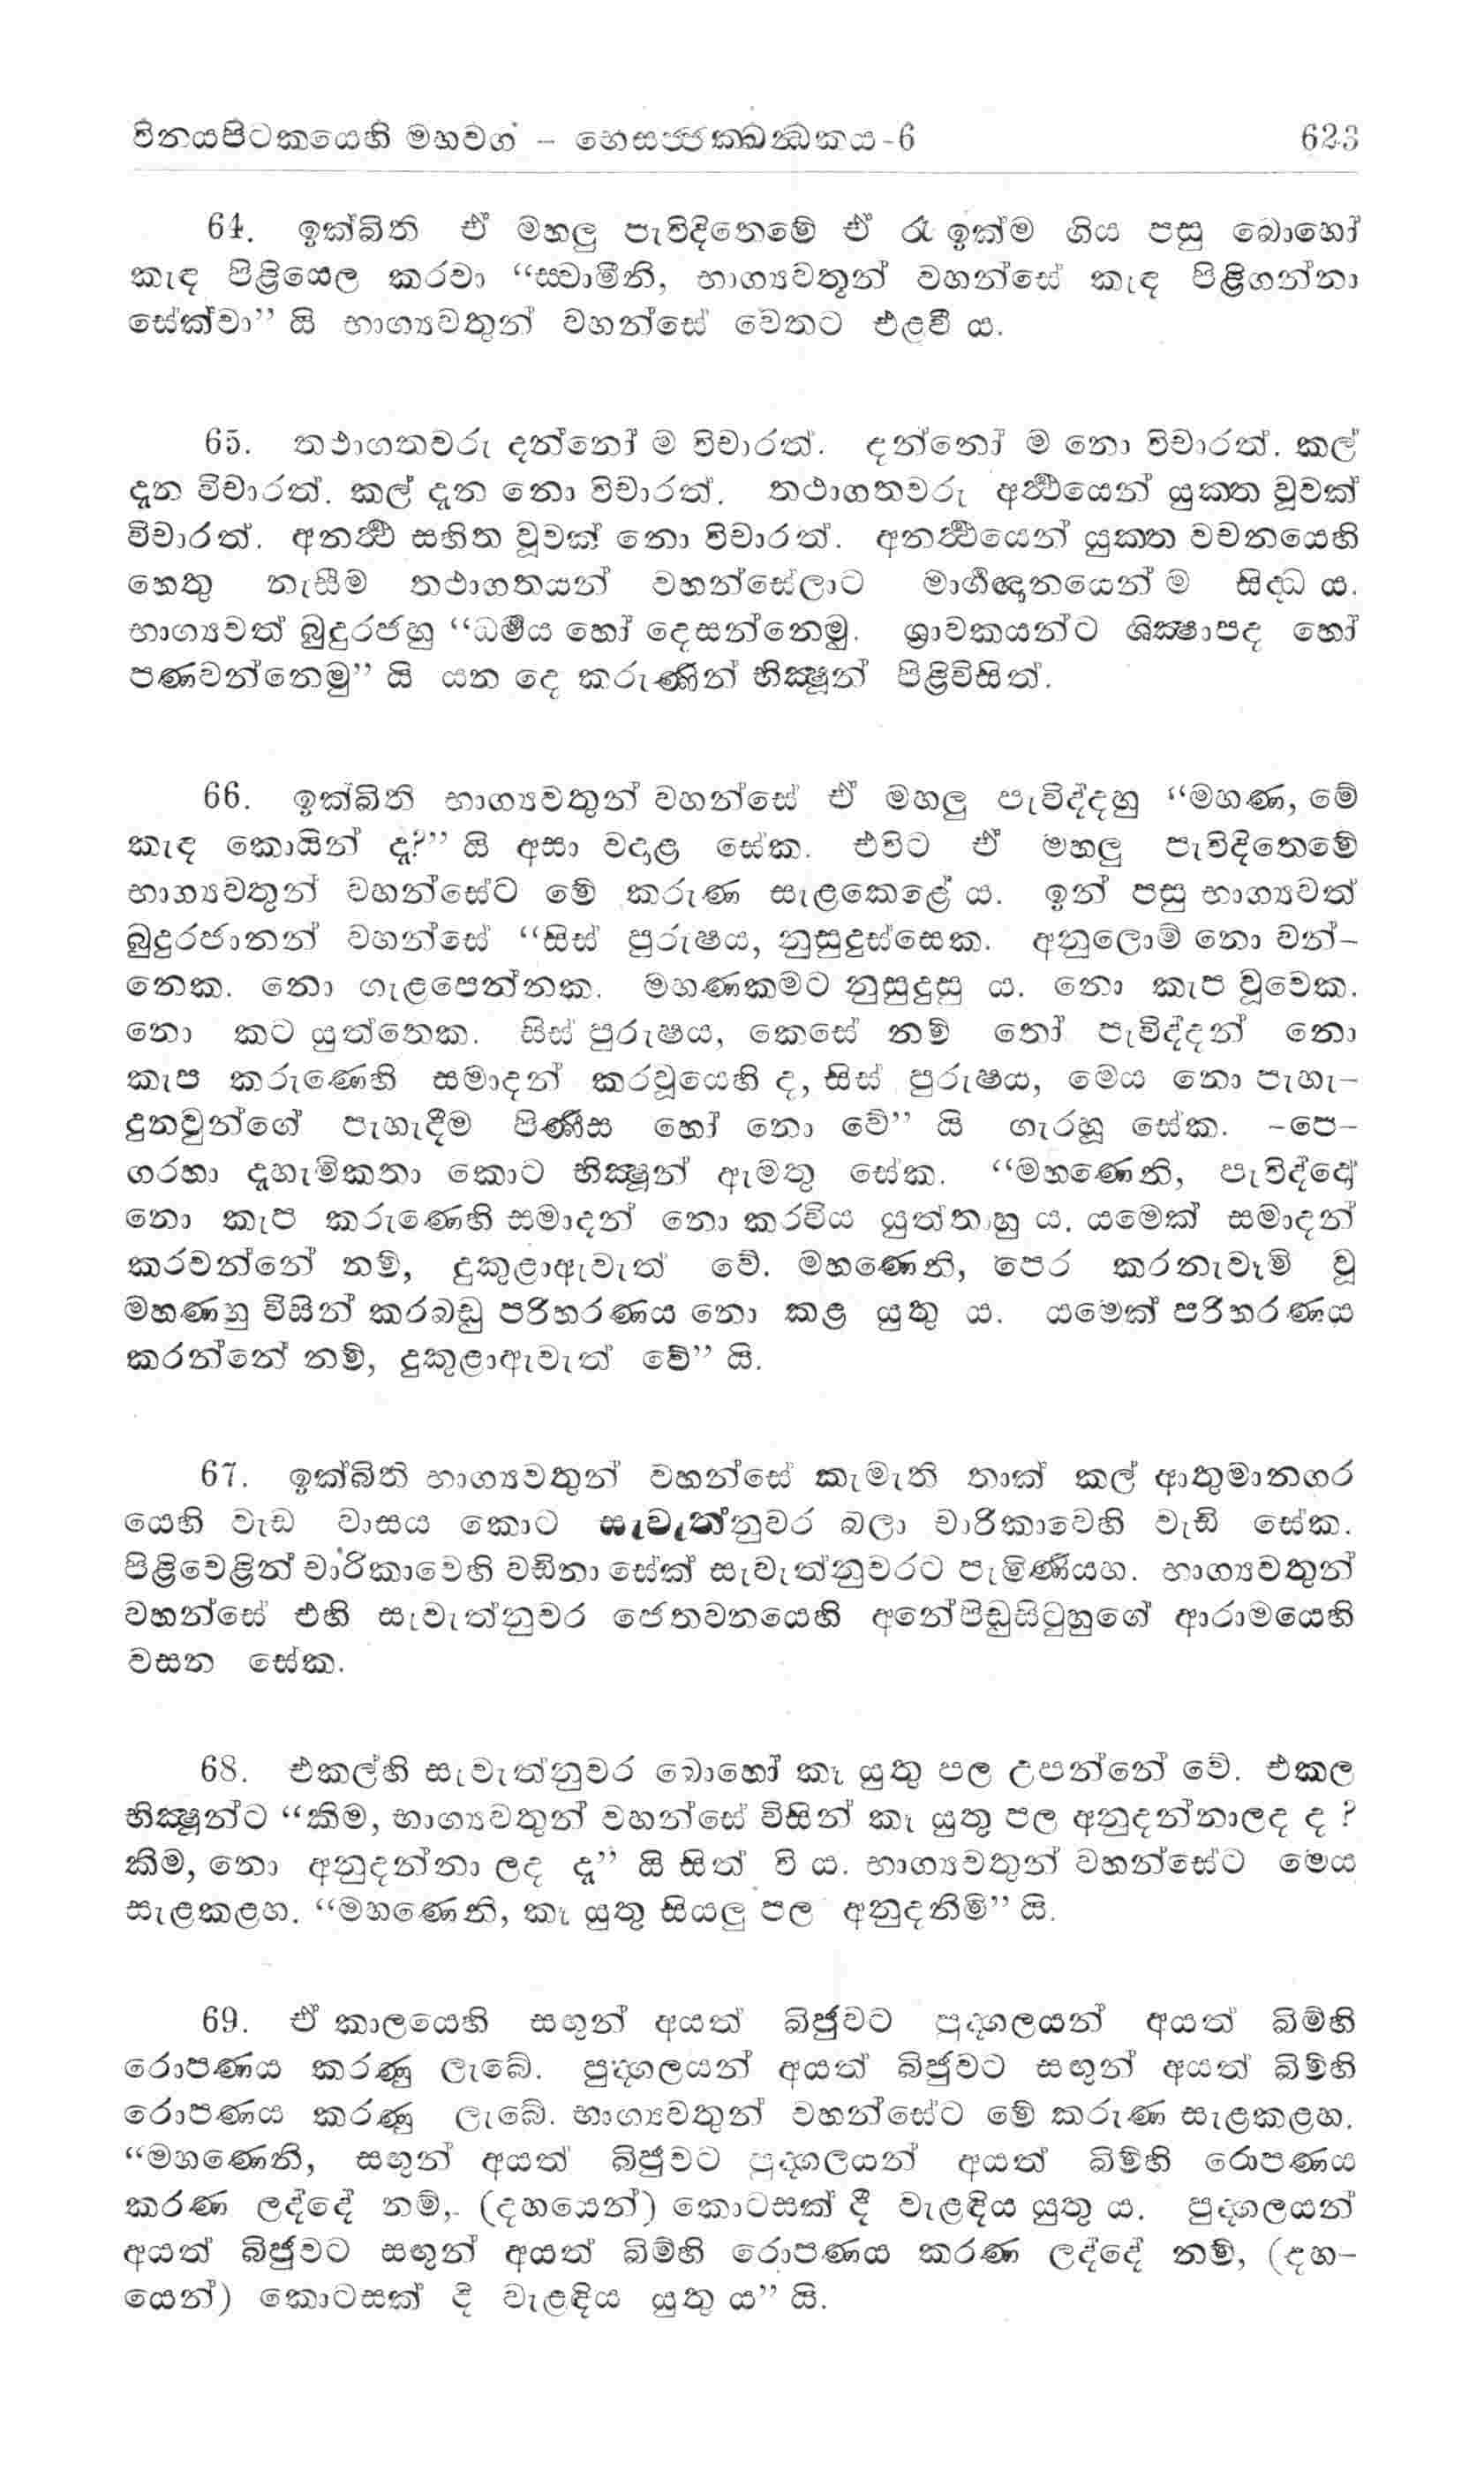 විනයපිටකයෙහි මහවග් – භෙසජ්ජක්ඛන්ධකය-6 623
64. ඉක්බිති ඒ මහලු පැවිදිතෙමේ ඒ රෑ ඉක්ම ගිය පසු බොහෝ
කැඳ පිළියෙල කරවා “ස්වාමීනි, භාග්‍යවතුන් වහන්සේ කැඳ පිළිගන්නා
සේක්වා” යි භාග්‍යවතුන් වහන්සේ වෙතට එළවී ය.
65. තථාගතවරු දන්නෝ ම විචාරත්. දන්නෝ ම නො විචාරත්. කල්
දැන විචාරත්. කල් දැන නො විචාරත්. තථාගතවරු අර්ථයෙන් යුක්ත වූවක්
විචාරත්. අනර්ථ සහිත වූවක් නො විචාරත්. අනර්ථයෙන් යුක්ත වචනයෙහි
හෙතු නැසීම තථාගතයන් වහන්සේලාට මාර්ගඥානයෙන් ම සිද්ධ ය.
භාග්‍යවත් බුදුරජහු “ධර්මය හෝ දෙසන්නෙමු. ශ්‍රාවකයන්ට ශික්ෂාපද හෝ
පණවන්නෙමු” යි යන දෙ කරුණින් භික්ෂූන් පිළිවිසිත්.
66. ඉක්බිති භාග්‍යවතුන් වහන්සේ ඒ මහලු පැවිද්දහු “මහණ, මේ
කැඳ කොයින් ද?” යි අසා වදාළ සේක. එවිට ඒ මහලු පැවිදිතෙමේ
භාග්‍යවතුන් වහන්සේට මේ කරුණ සැළකෙළේ ය. ඉන් පසු භාග්‍යවත්
බුදුරජානන් වහන්සේ “සිස් පුරුෂය, නුසුදුස්සෙක. අනුලොම් නො වන්-
නෙක. නො ගැළපෙන්නක. මහණකමට නුසුදුසු ය. නො කැප වූවෙක.
නො කට යුත්තෙක. සිස් පුරුෂය, කෙසේ නම් තෝ පැවිද්දන් නො
කැප කරුණෙහි සමාදන් කරවූයෙහි ද, සිස් පුරුෂය, මෙය නො පැහැ-
දුනවුන්ගේ පැහැදීම පිණිස හෝ නො වේ” යි ගැරහූ සේක. -පෙ-
ගරහා දැහැමිකතා කොට භික්ෂූන් ඇමතූ සේක. “මහණෙනි, පැවිද්දෝ
නො කැප කරුණෙහි සමාදන් නො කරවිය යුත්තාහු ය. යමෙක් සමාදන්
කරවන්නේ නම්, දුකුළාඇවැත් වේ. මහණෙනි, පෙර කරනැවෑමි වූ
මහණහු විසින් කරබඩු පරිහරණය නො කළ යුතු ය. යමෙක් පරිහරණය
කරන්නේ නම්, දුකුළාඇවැත් වේ” යි.
67. ඉක්බිති භාග්‍යවතුන් වහන්සේ කැමැති තාක් කල් ආතුමානගර
යෙහි වැඩ වාසය කොට සැවැත්නුවර බලා චාරිකාවෙහි වැඩි සේක.
පිළිවෙළින් චාරිකාවෙහි වඩිනා සේක් සැවැත්නුවරට පැමිණියහ. භාග්‍යවතුන්
වහන්සේ එහි සැවැත්නුවර ජෙතවනයෙහි අනේපිඬුසිටුහුගේ ආරාමයෙහි
වසන සේක.
68. එකල්හි සැවැත්නුවර බොහෝ කෑ යුතු පල උපන්නේ වේ. එකල
භික්ෂූන්ට “කිම, භාග්‍යවතුන් වහන්සේ විසින් කෑ යුතු පල අනුදන්නාලද ද ?
කිම, නො අනුදන්නා ලද ද” යි සිත් වි ය. භාග්‍යවතුන් වහන්සේට මෙය
සැළකළහ. “මහණෙනි, කෑ යුතු සියලු පල අනුදනිමි” යි.
69. ඒ කාලයෙහි සඟුන් අයත් බිජුවට පුද්ගලයන් අයත් බිම්හි
රොපණය කරණු ලැබේ. පුද්ගලයන් අයත් බිජුවට සඟුන් අයත් බිම්හි
රොපණය කරණු ලැබේ. භාග්‍යවතුන් වහන්සේට මේ කරුණ සැළකළහ.
“මහණෙනි, සඟුන් අයත් බිජුවට පුද්ගලයන් අයත් බිම්හි රොපණය
කරණ ලද්දේ නම්, (දහයෙන්) කොටසක් දී වැළඳිය යුතු ය. පුද්ගලයන්
අයත් බිජුවට සඟුන් අයත් බිම්හි රොපණය කරණ ලද්දේ නම්, (දහ-
යෙන්) කොටසක් දි වැළඳිය යුතු ය” යි.